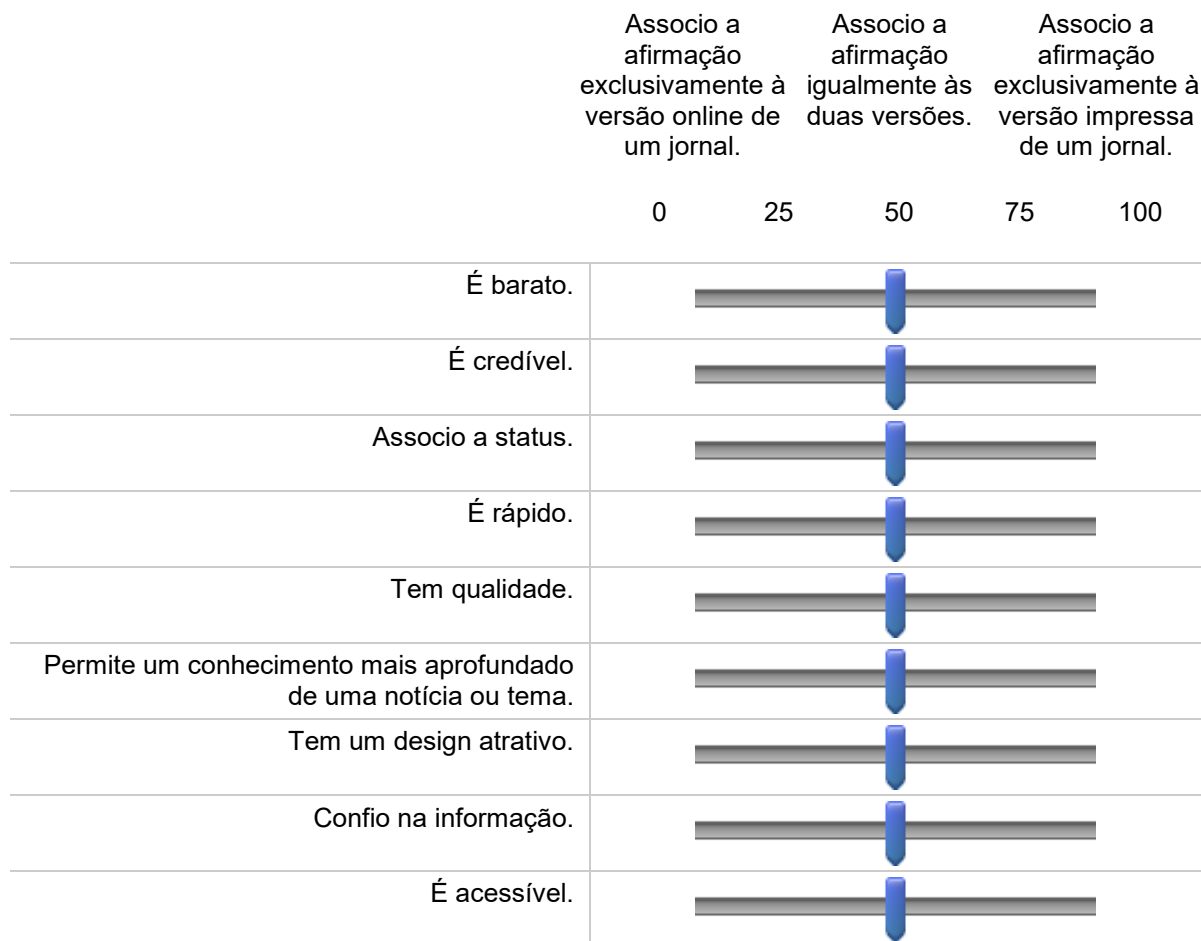 Associo a
afirmação
exclusivamente à
versão online de
um jornal.
Associo a
afirmação
igualmente às
duas versões.
Associo a
afirmação
exclusivamente à
versão impressa
de um jornal.
0 25 50 75 100
É barato.
É credível.
Associo a status.
É rápido.
Tem qualidade.
Permite um conhecimento mais aprofundado
de uma notícia ou tema.
Tem um design atrativo.
Confio na informação.
É acessível.